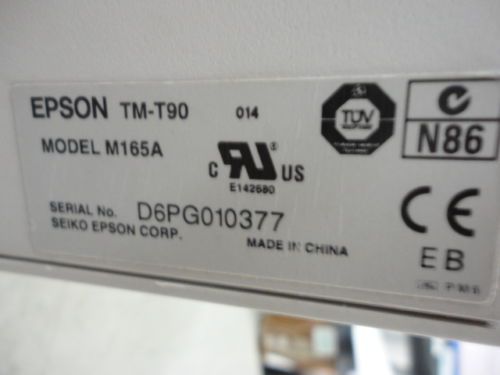 EPSON TM-T90 014
MODEL M165A
C RU US
E142680
TÜV
C
N86
SERIAL No. D6PG010377
SEIKO EPSON CORP.
MADE IN CHINA
CE
EB